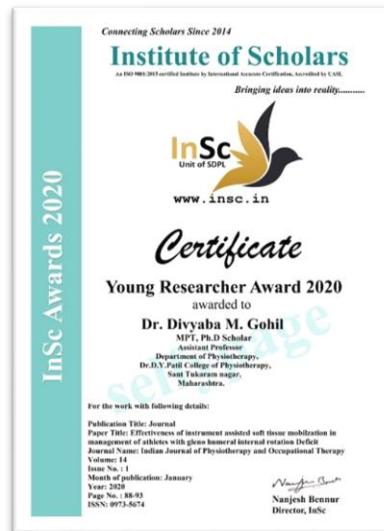 Connecting Scholars Since 2014
Institute of Scholars
An ISO 9001:2015 certified Institute by International Accurate Certification, Accredited by UASL
Bringing ideas into reality...........
InSc
Unit of SDPL
www.insc.in
InSc Awards 2020
Certificate
Young Researcher Award 2020
awarded to
Dr. Divyaba M. Gohil
MPT, Ph.D Scholar
Assistant Professor
Department of Physiotherapy,
Dr.D.Y.Patil College of Physiotherapy,
Sant Tukaram nagar,
Maharashtra.
For the work with following details:
Publication Title: Journal
Paper Title: Effectiveness of instrument assisted soft tissue mobilization in
management of athletes with gleno humeral internal rotation Deficit
Journal Name: Indian Journal of Physiotherapy and Occupational Therapy
Volume: 14
Issue No. : 1
Month of publication: January
Year: 2020
Page No. : 88-93
ISSN: 0973-5674
Nanjesh Bennur
Director, InSc